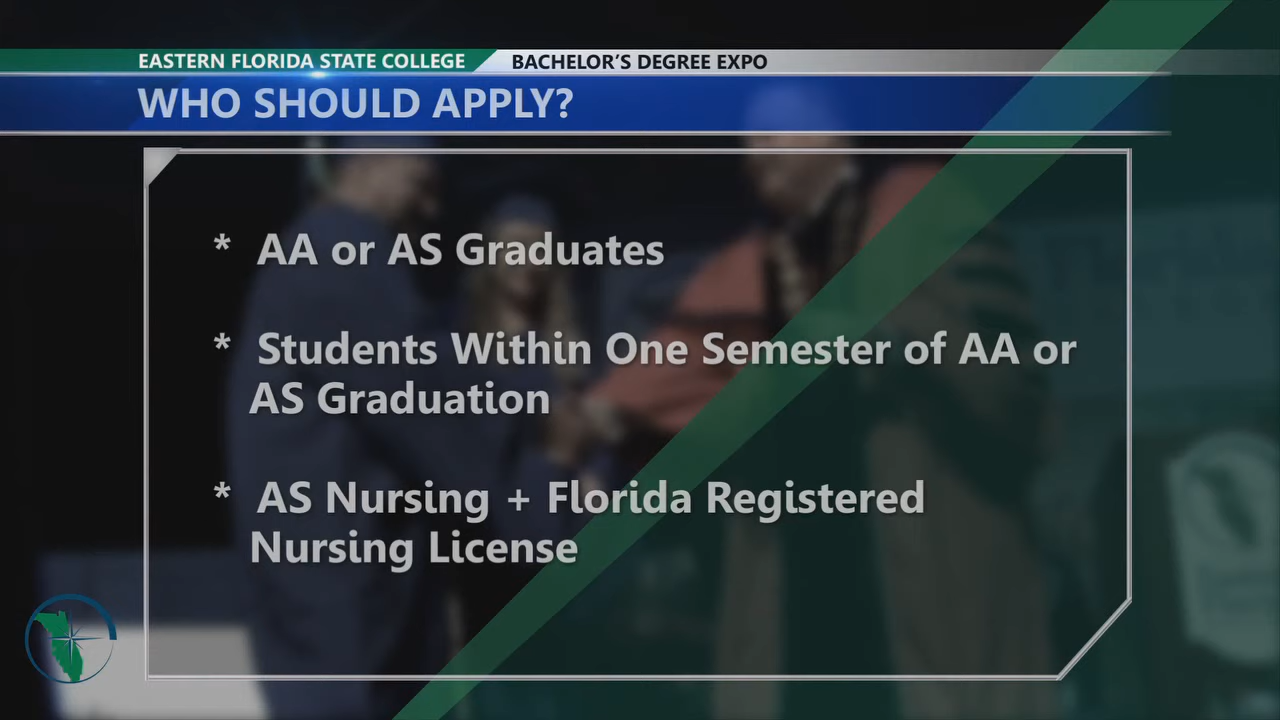 EASTERN FLORIDA STATE COLLEGE BACHELOR'S DEGREE EXPO
WHO SHOULD APPLY?
* AA or AS Graduates
* Students Within One Semester of AA or
AS Graduation
* AS Nursing + Florida Registered
Nursing License